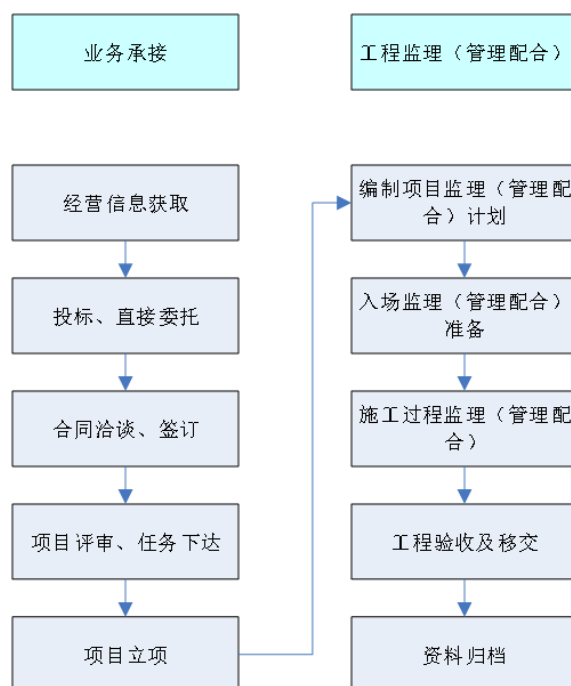 业务承接
工程监理（管理配合）
经营信息获取
投标、直接委托
合同洽谈、签订
项目评审、任务下达
项目立项
编制项目监理（管理配
合）计划
入场监理（管理配合）
准备
施工过程监理（管理配
合）
工程验收及移交
资料归档